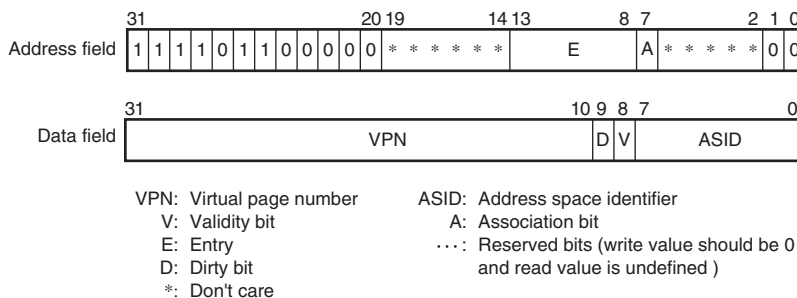 31 20 19 14 13 8 7 2 1 0
Address field 1 1 1 1 0 1 1 0 0 0 0 0 * * * * * * E A * * * * * 0 0
31 10 9 8 7 0
Data field VPN D V ASID
VPN: Virtual page number
V: Validity bit
E: Entry
D: Dirty bit
*: Don't care
ASID: Address space identifier
A: Association bit
···: Reserved bits (write value should be 0
and read value is undefined )